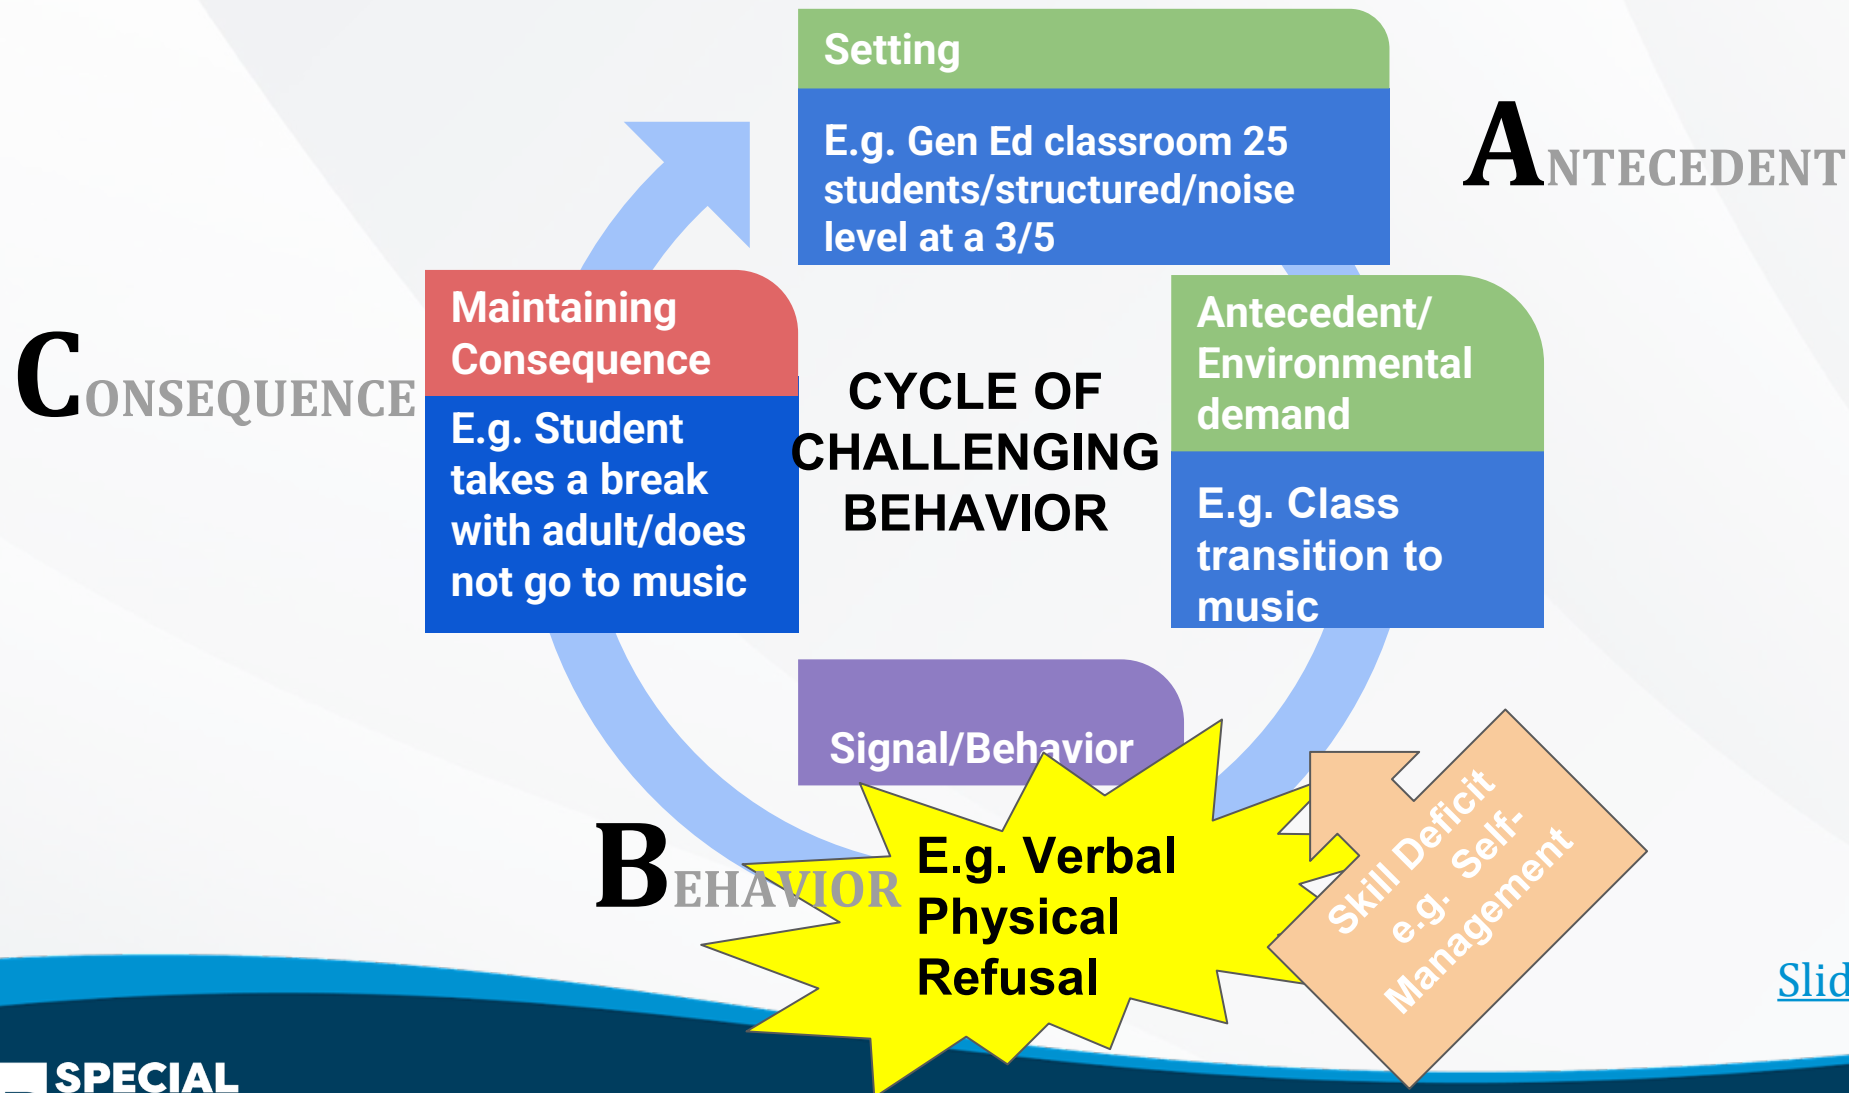 Setting
E.g. Gen Ed classroom 25
students/structured/noise
level at a 3/5
ANTECEDENT
Antecedent/
Environmental
demand
E.g. Class
transition to
music
CYCLE OF
CHALLENGING
BEHAVIOR
Maintaining
Consequence
E.g. Student
takes a break
with adult/does
not go to music
CONSEQUENCE
Signal/Behavior
BEHAVIOR
E.g. Verbal
Physical
Refusal
Skill Deficit
e.g. Self-
Management
Slid
SPECIAL